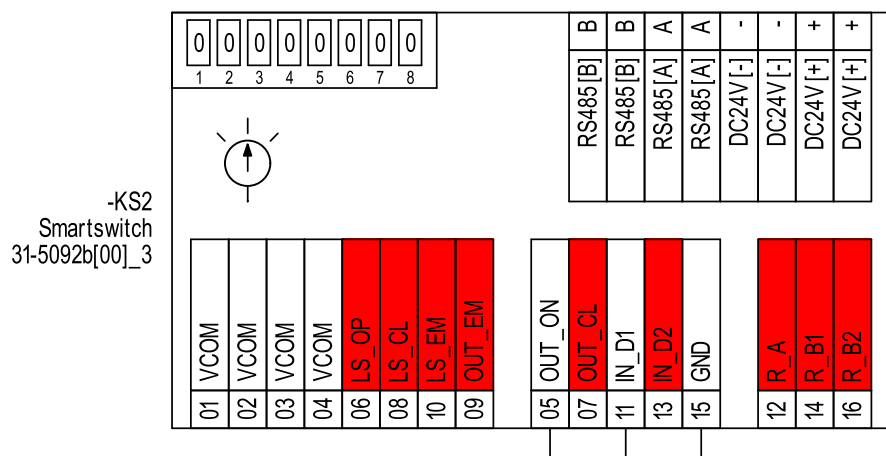 0 0 0 0 0 0 0 0
1 2 3 4 5 6 7 8
B B A A - - + +
RS485[B] RS485[B] RS485[A] RS485[A] DC24V[-] DC24V[-] DC24V[+] DC24V[+]
-KS2
Smartswitch
31-5092b[00]_3
VCOM VCOM VCOM VCOM LS_OP LS_CL LS_EM OUT_EM OUT_ON OUT_CL IN_D1 IN_D2 GND R_A R_B1 R_B2
01 02 03 04 06 08 10 09 05 07 11 13 15 12 14 16